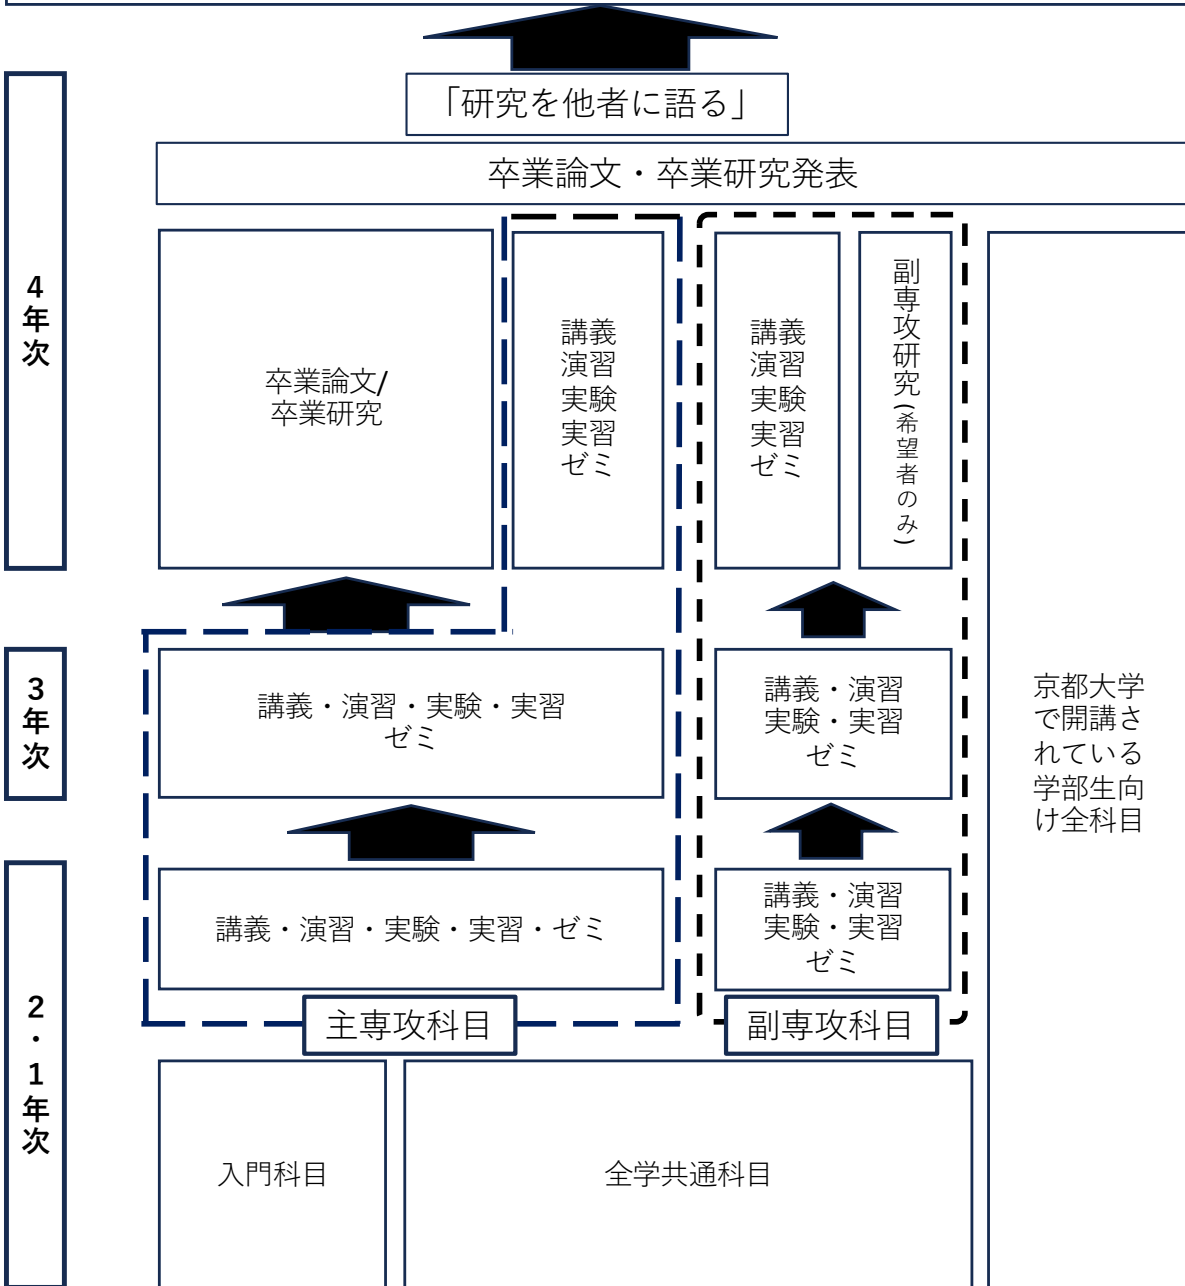 「研究を他者に語る」
卒業論文・卒業研究発表
4
年
次
卒業論文/
卒業研究
講義
演習
実験
実習
ゼミ
講義
演習
実験
実習
ゼミ
副専攻研究(希望者のみ)
3
年
次
講義・演習・実験・実習
ゼミ
講義・演習
実験・実習
ゼミ
京都大学
で開講さ
れている
学部生向
け全科目
2
・
1
年
次
講義・演習・実験・実習・ゼミ
講義・演習
実験・実習
ゼミ
主専攻科目
副専攻科目
入門科目
全学共通科目